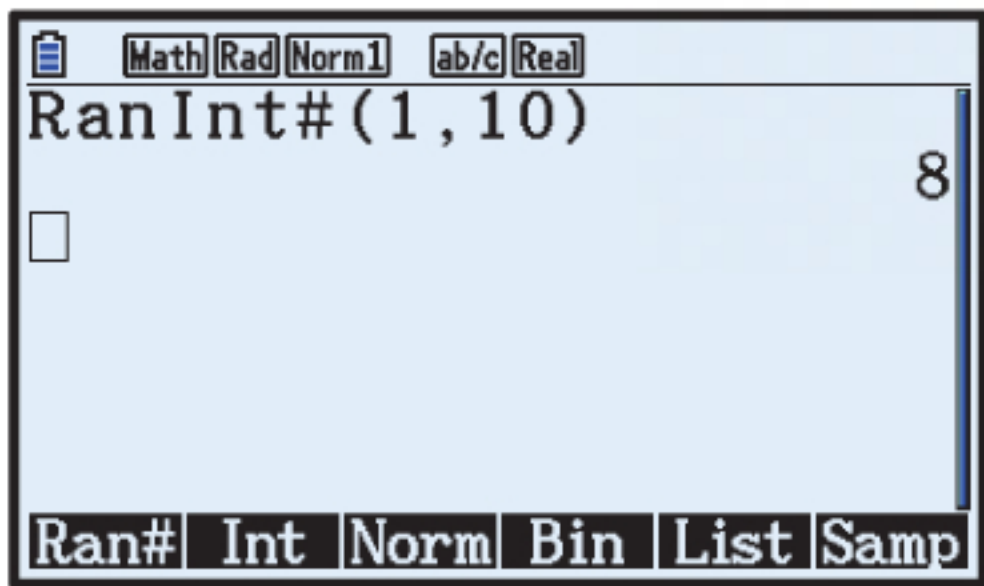 Math Rad Norm1 ab/c Real
RanInt#(1,10)
8
Ran# Int Norm Bin List Samp